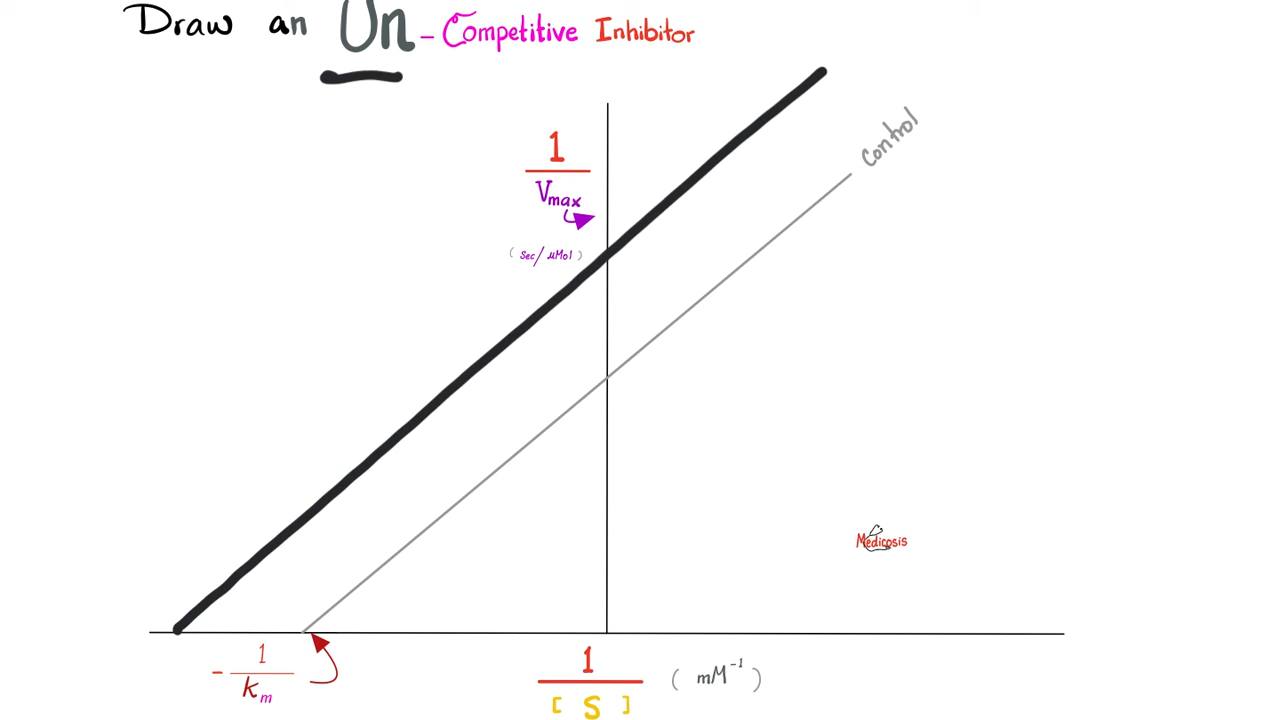 Draw an Un-Competitive Inhibitor
1
Vmax
(Sec/µMol)
Control
Medicosis
- 1
Km
1
[S]
(mM⁻¹)